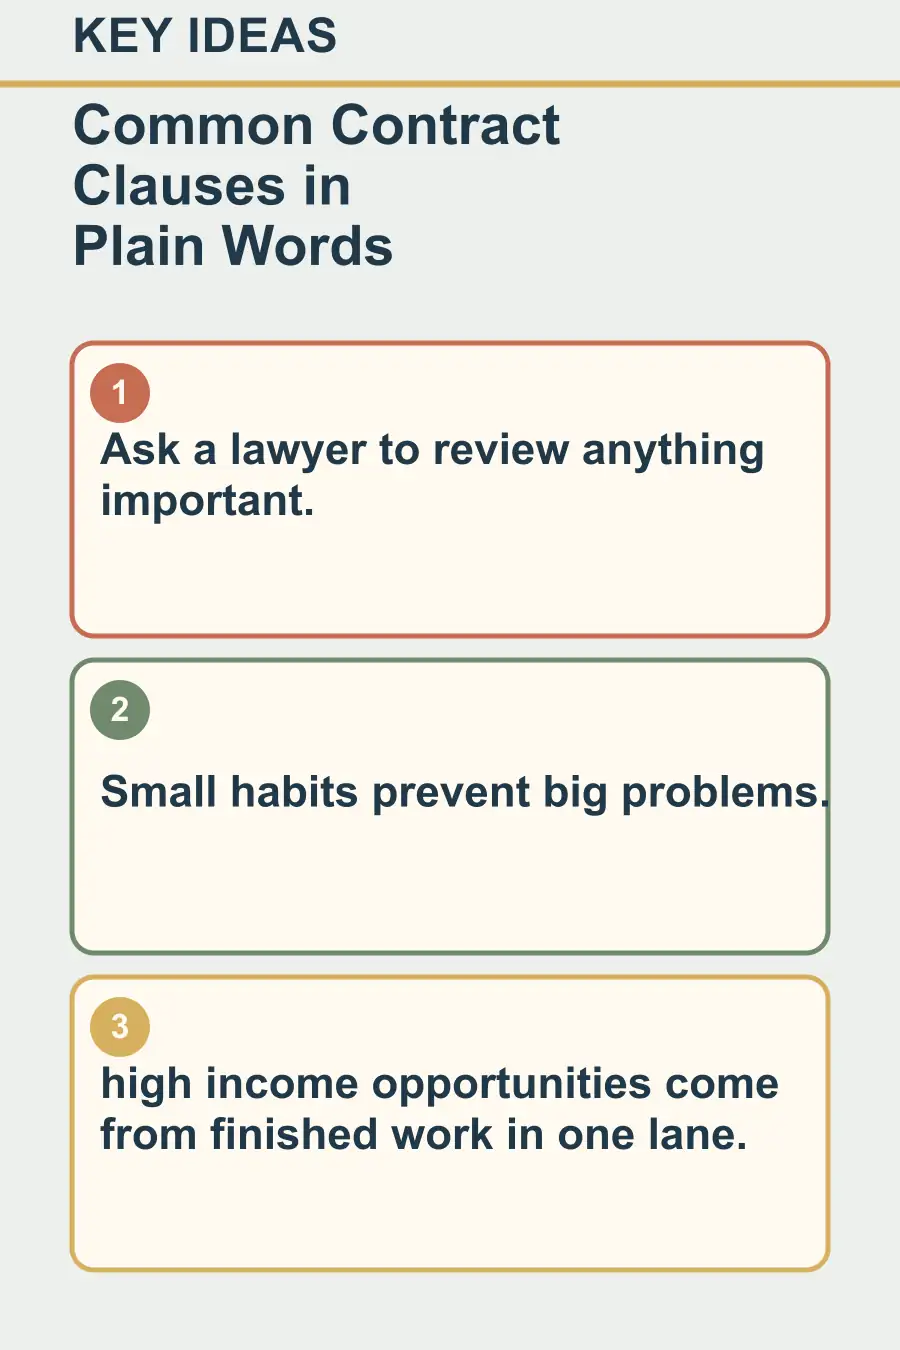 KEY IDEAS
Common Contract
Clauses in
Plain Words
1
Ask a lawyer to review anything
important.
2
Small habits prevent big problems.
3
high income opportunities come
from finished work in one lane.